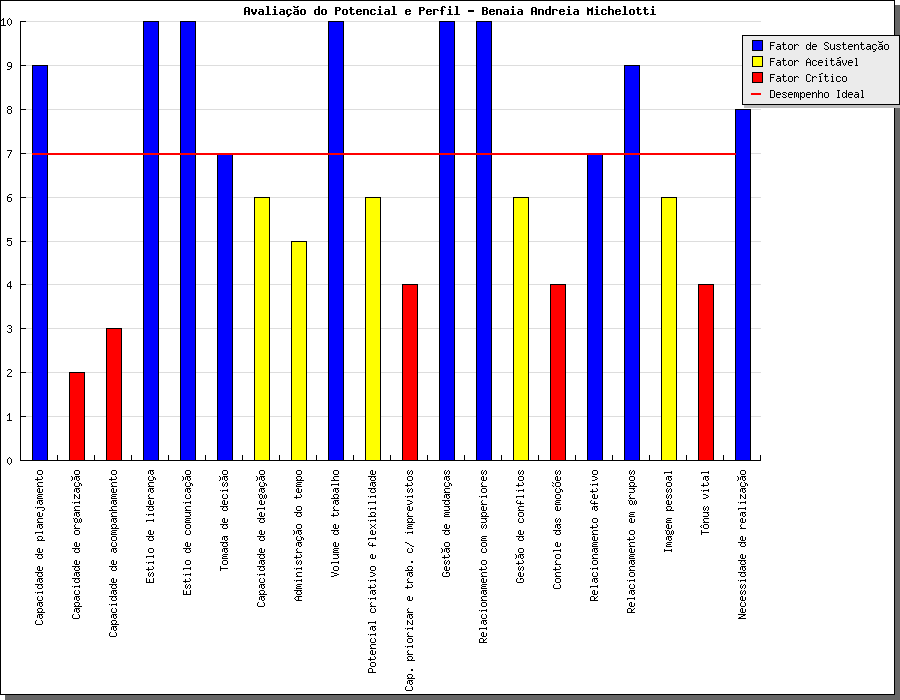 Avaliação do Potencial e Perfil - Benaia Andreia Michelotti
Fator de Sustentação
Fator Aceitável
Fator Crítico
Desempenho Ideal
10
9
8
7
6
5
4
3
2
1
0
Capacidade de planejamento
Capacidade de organização
Capacidade de acompanhamento
Estilo de liderança
Estilo de comunicação
Tomada de decisão
Capacidade de delegação
Administração do tempo
Volume de trabalho
Potencial criativo e flexibilidade
Cap. priorizar e trab. c/ imprevistos
Gestão de mudanças
Relacionamento com superiores
Gestão de conflitos
Controle das emoções
Relacionamento afetivo
Relacionamento em grupos
Imagem pessoal
Tônus vital
Necessidade de realização